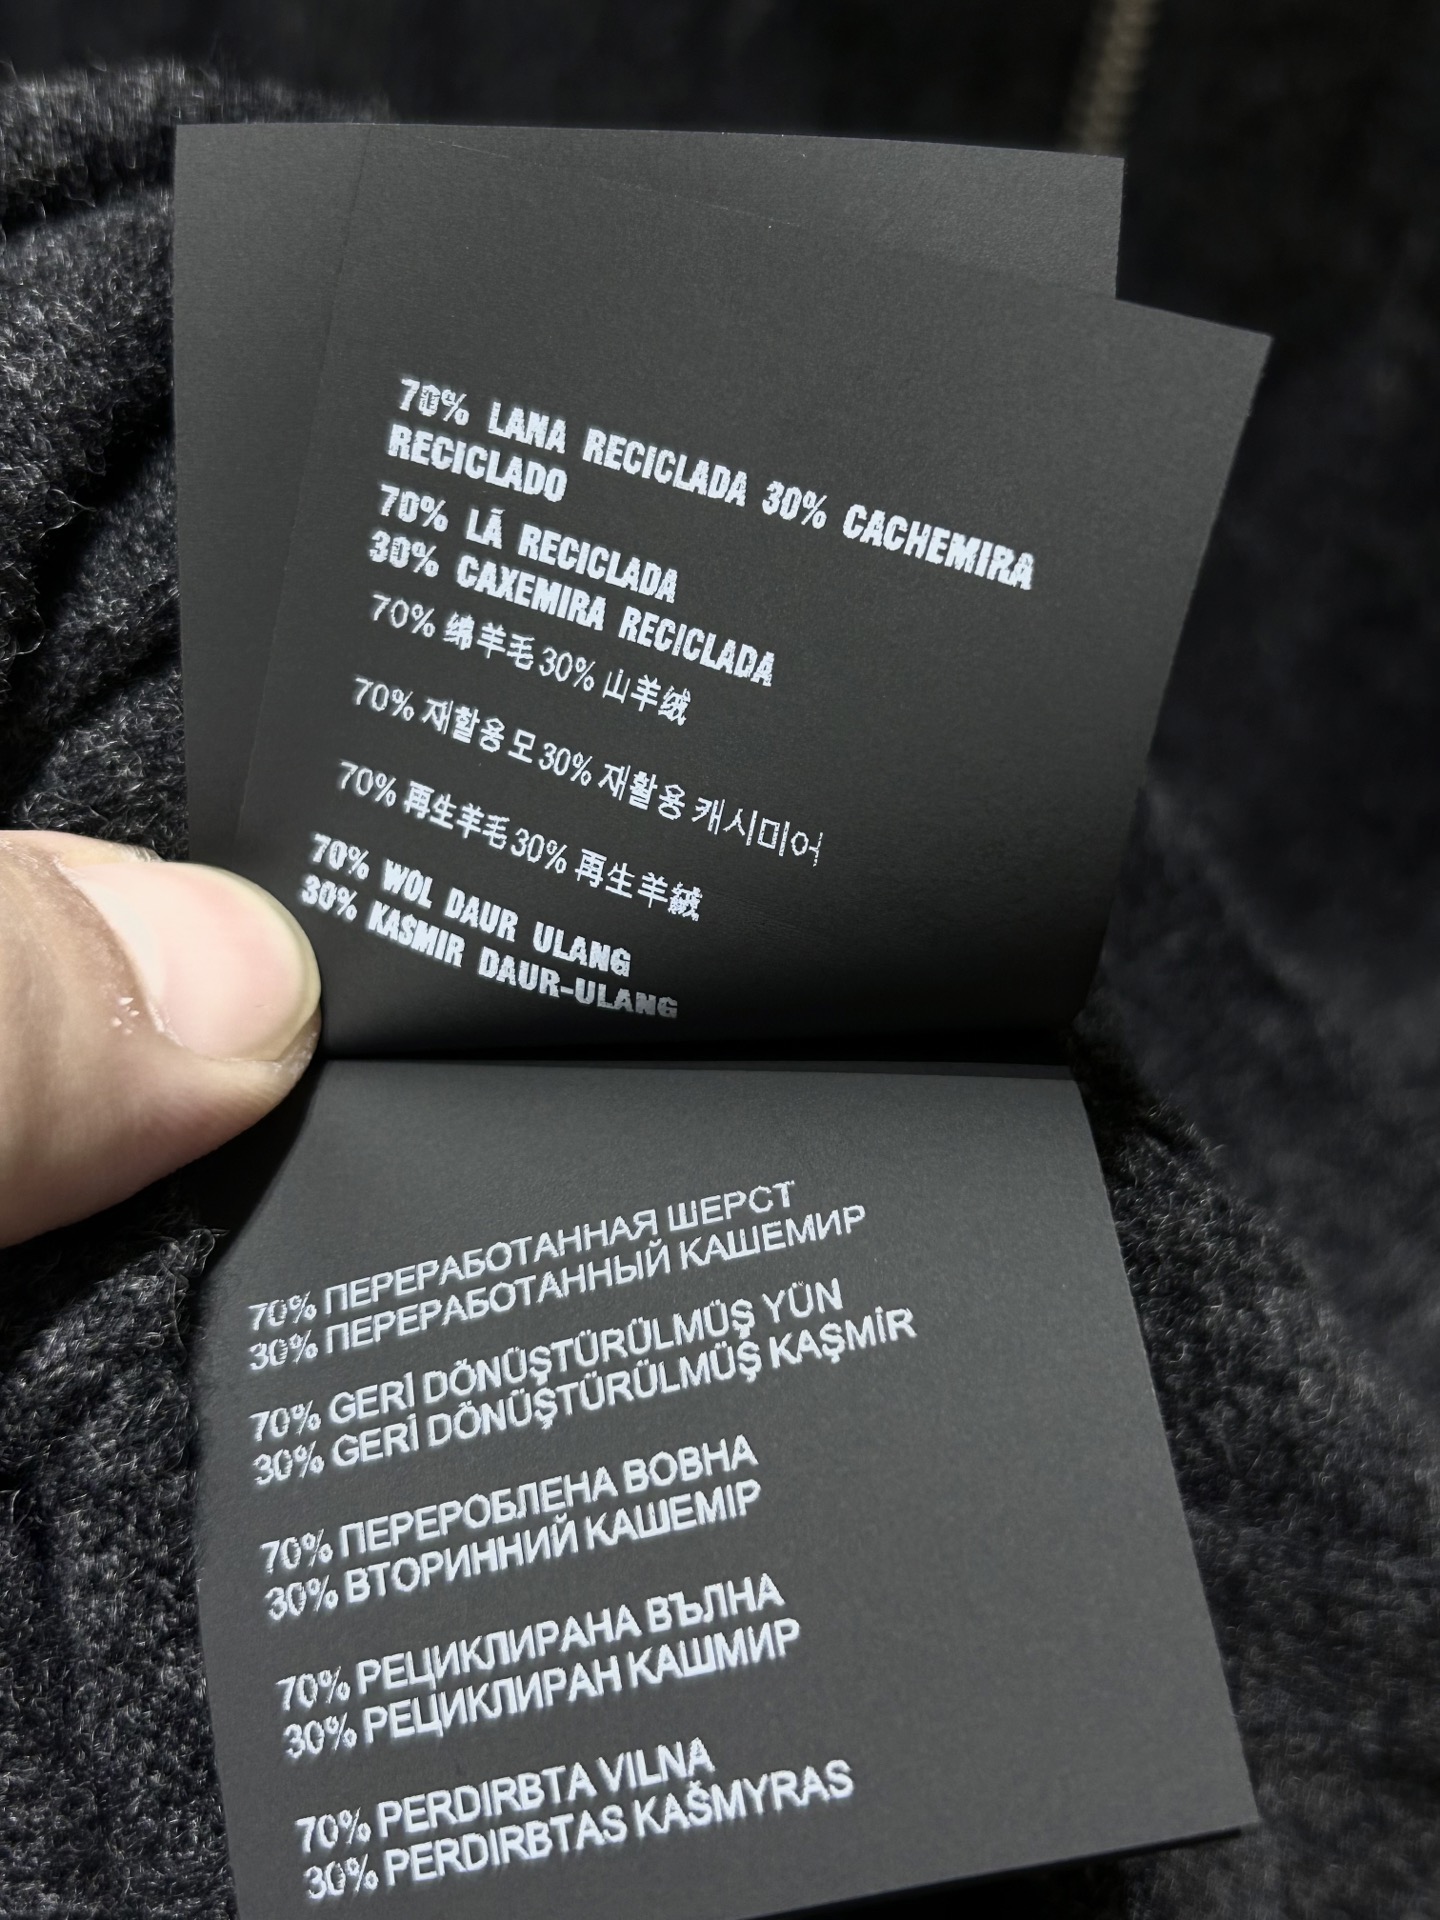 70% LANA RECICLADA 30% CACHEMIRA
RECICLADO
70% LÃ RECICLADA
30% CAXEMIRA RECICLADA
70% 绵羊毛30% 山羊绒
70% 재활용 모 30% 재활용 캐시미어
70% 再生羊毛30% 再生羊絨
70% WOL DAUR ULANG
30% KASMIR DAUR-ULANG
70% ПЕРЕРАБОТАННАЯ ШЕРСТ
30% ПЕРЕРАБОТАННЫЙ КАШЕМИР
70% GERİ DÖNÜŞTÜRÜLMÜŞ YÜN
30% GERİ DÖNÜŞTÜRÜLMÜŞ KAŞMİR
70% ПЕРЕРОБЛЕНА ВОВНА
30% ВТОРИННИЙ КАШЕМІР
70% РЕЦИКЛИРАНА ВЪЛНА
30% РЕЦИКЛИРАН КАШМИР
70% PERDIRBTA VILNA
30% PERDIRBTAS KAŠMYRAS